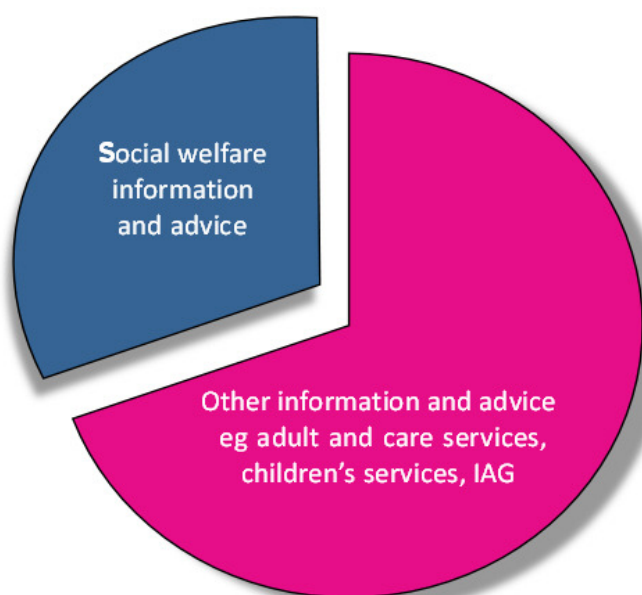 Social welfare
information
and advice
Other information and advice
eg adult and care services,
children’s services, IAG